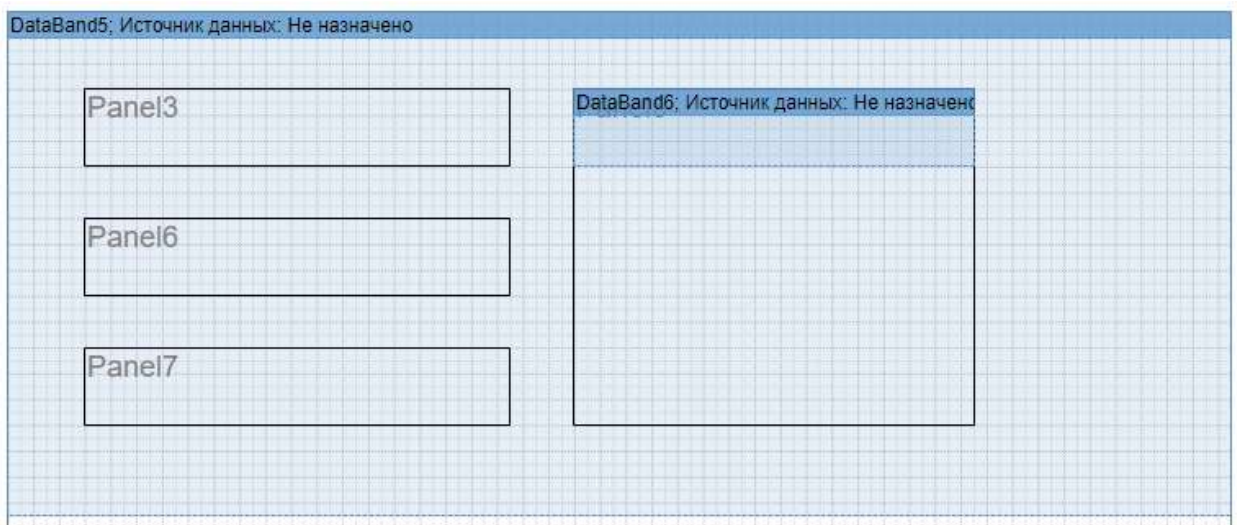 DataBand5; Источник данных: Не назначено
Panel3
DataBand6; Источник данных: Не назначено
Panel6
Panel7